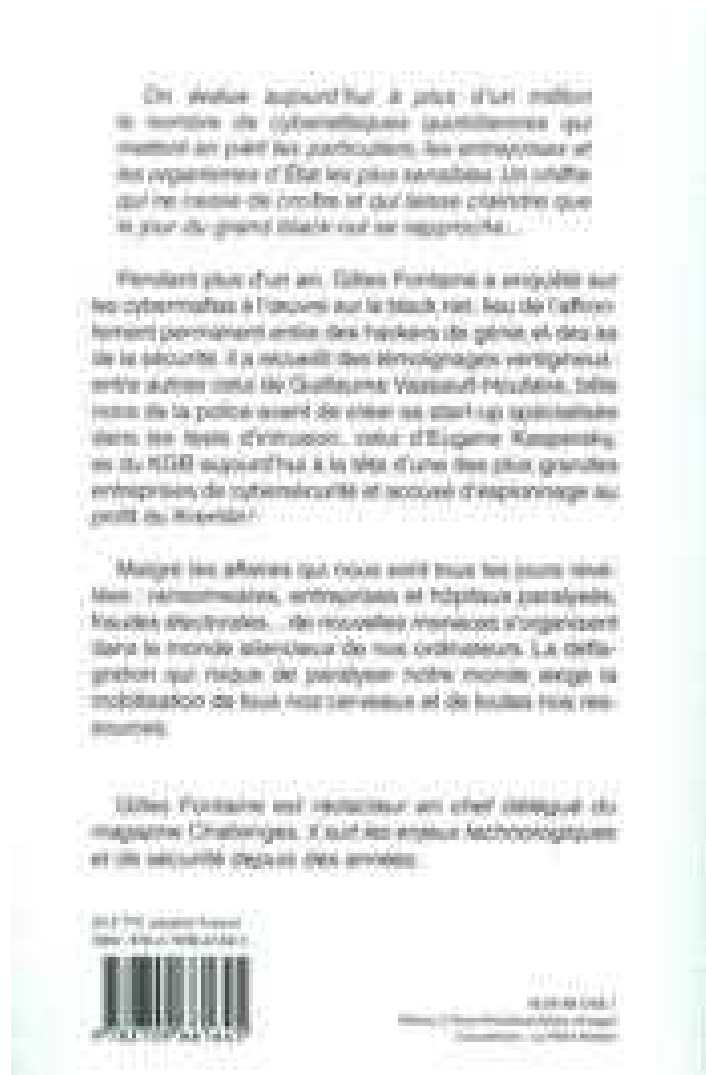 On évalue aujourd'hui à plus d'un million
le nombre de cyberattaques quotidiennes qui
mettent en péril les particuliers, les entreprises et
les organismes d'État les plus sensibles. Un chiffre
qui ne cesse de croître et qui laisse craindre que
le jour du grand black-out se rapproche...
Pendant plus d'un an, Gilles Fontaine a enquêté sur
les cybermafias à l'œuvre sur le black net, lieu de l'affron-
tement permanent entre des hackers de génie et des as
de la sécurité. Il a recueilli des témoignages vertigineux,
entre autres celui de Guillaume Vassault-Houlière, bête
noire de la police avant de créer sa start-up spécialisée
dans les tests d'intrusion, celui d'Eugene Kaspersky,
ex du KGB aujourd'hui à la tête d'une des plus grandes
entreprises de cybersécurité et accusé d'espionnage au
profit du Kremlin !
Malgré les affaires qui nous sont tous les jours révé-
lées : ransomwares, entreprises et hôpitaux paralysés,
fraudes électorales... de nouvelles menaces s'organisent
dans le monde silencieux de nos ordinateurs. La défla-
gration qui risque de paralyser notre monde exige la
mobilisation de tous nos cerveaux et de toutes nos res-
sources.
Gilles Fontaine est rédacteur en chef délégué du
magazine Challenges. Il suit les enjeux technologiques
et de sécurité depuis des années.